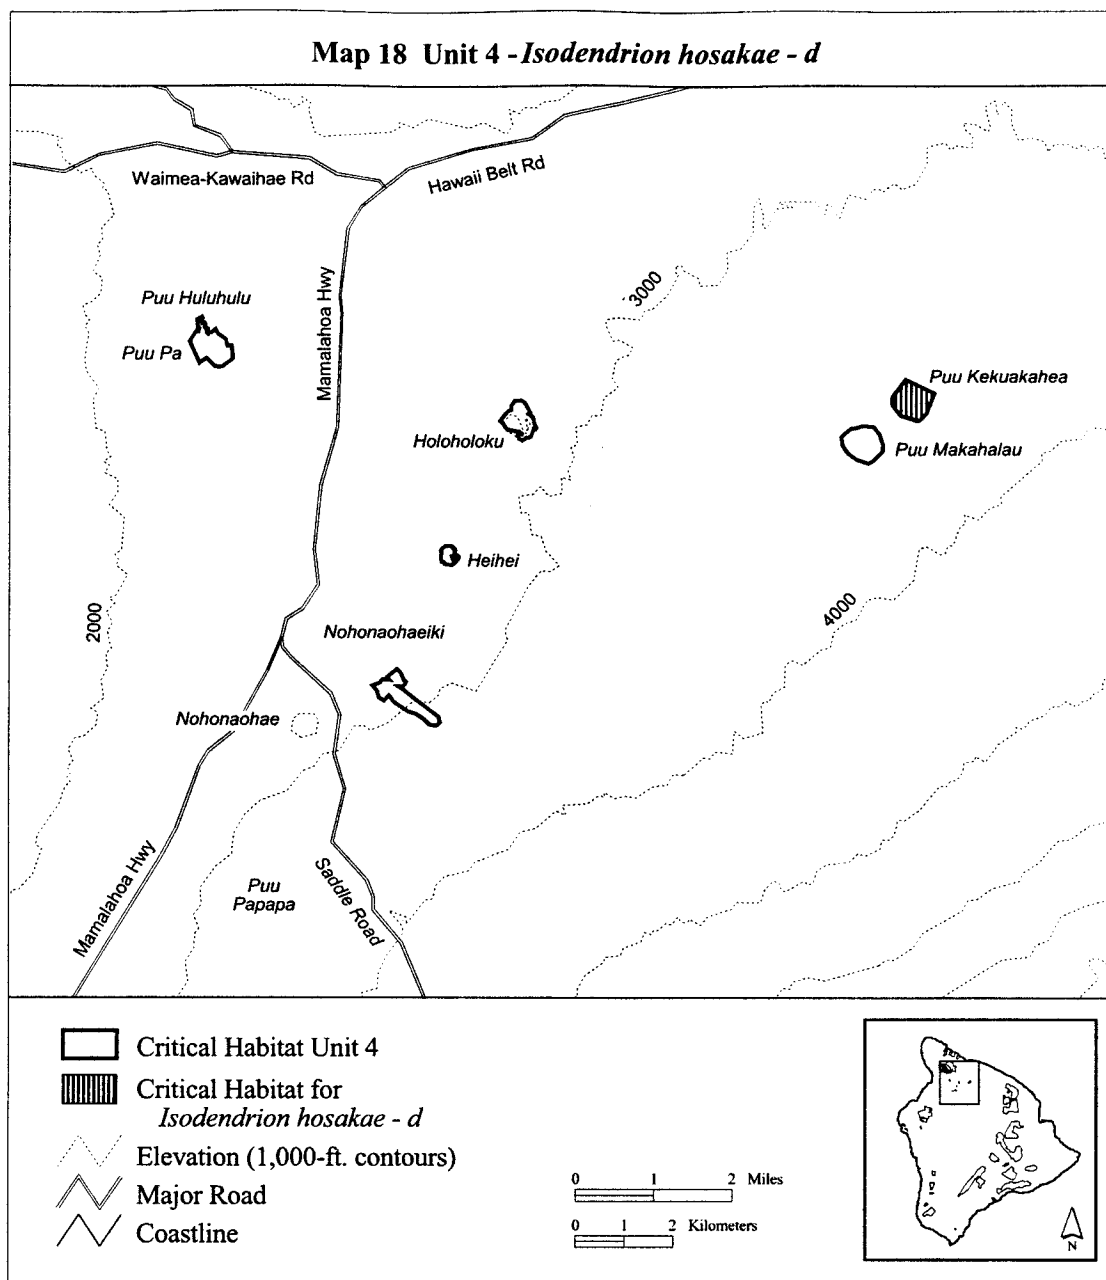 Map 18 Unit 4 - Isodendrion hosakae - d
Waimea-Kawaihae Rd
Hawaii Belt Rd
Mamalahoa Hwy
3000
Puu Huluhulu
Puu Pa
Puu Kekuakahea
Holoholoku
Puu Makahalau
Heihei
2000
4000
Nohonaohaeiki
Nohonaohae
Mamalahoa Hwy
Saddle Road
Puu
Papapa
Critical Habitat Unit 4
Critical Habitat for
Isodendrion hosakae - d
Elevation (1,000-ft. contours)
Major Road
Coastline
0 1 2 Miles
0 1 2 Kilometers
N